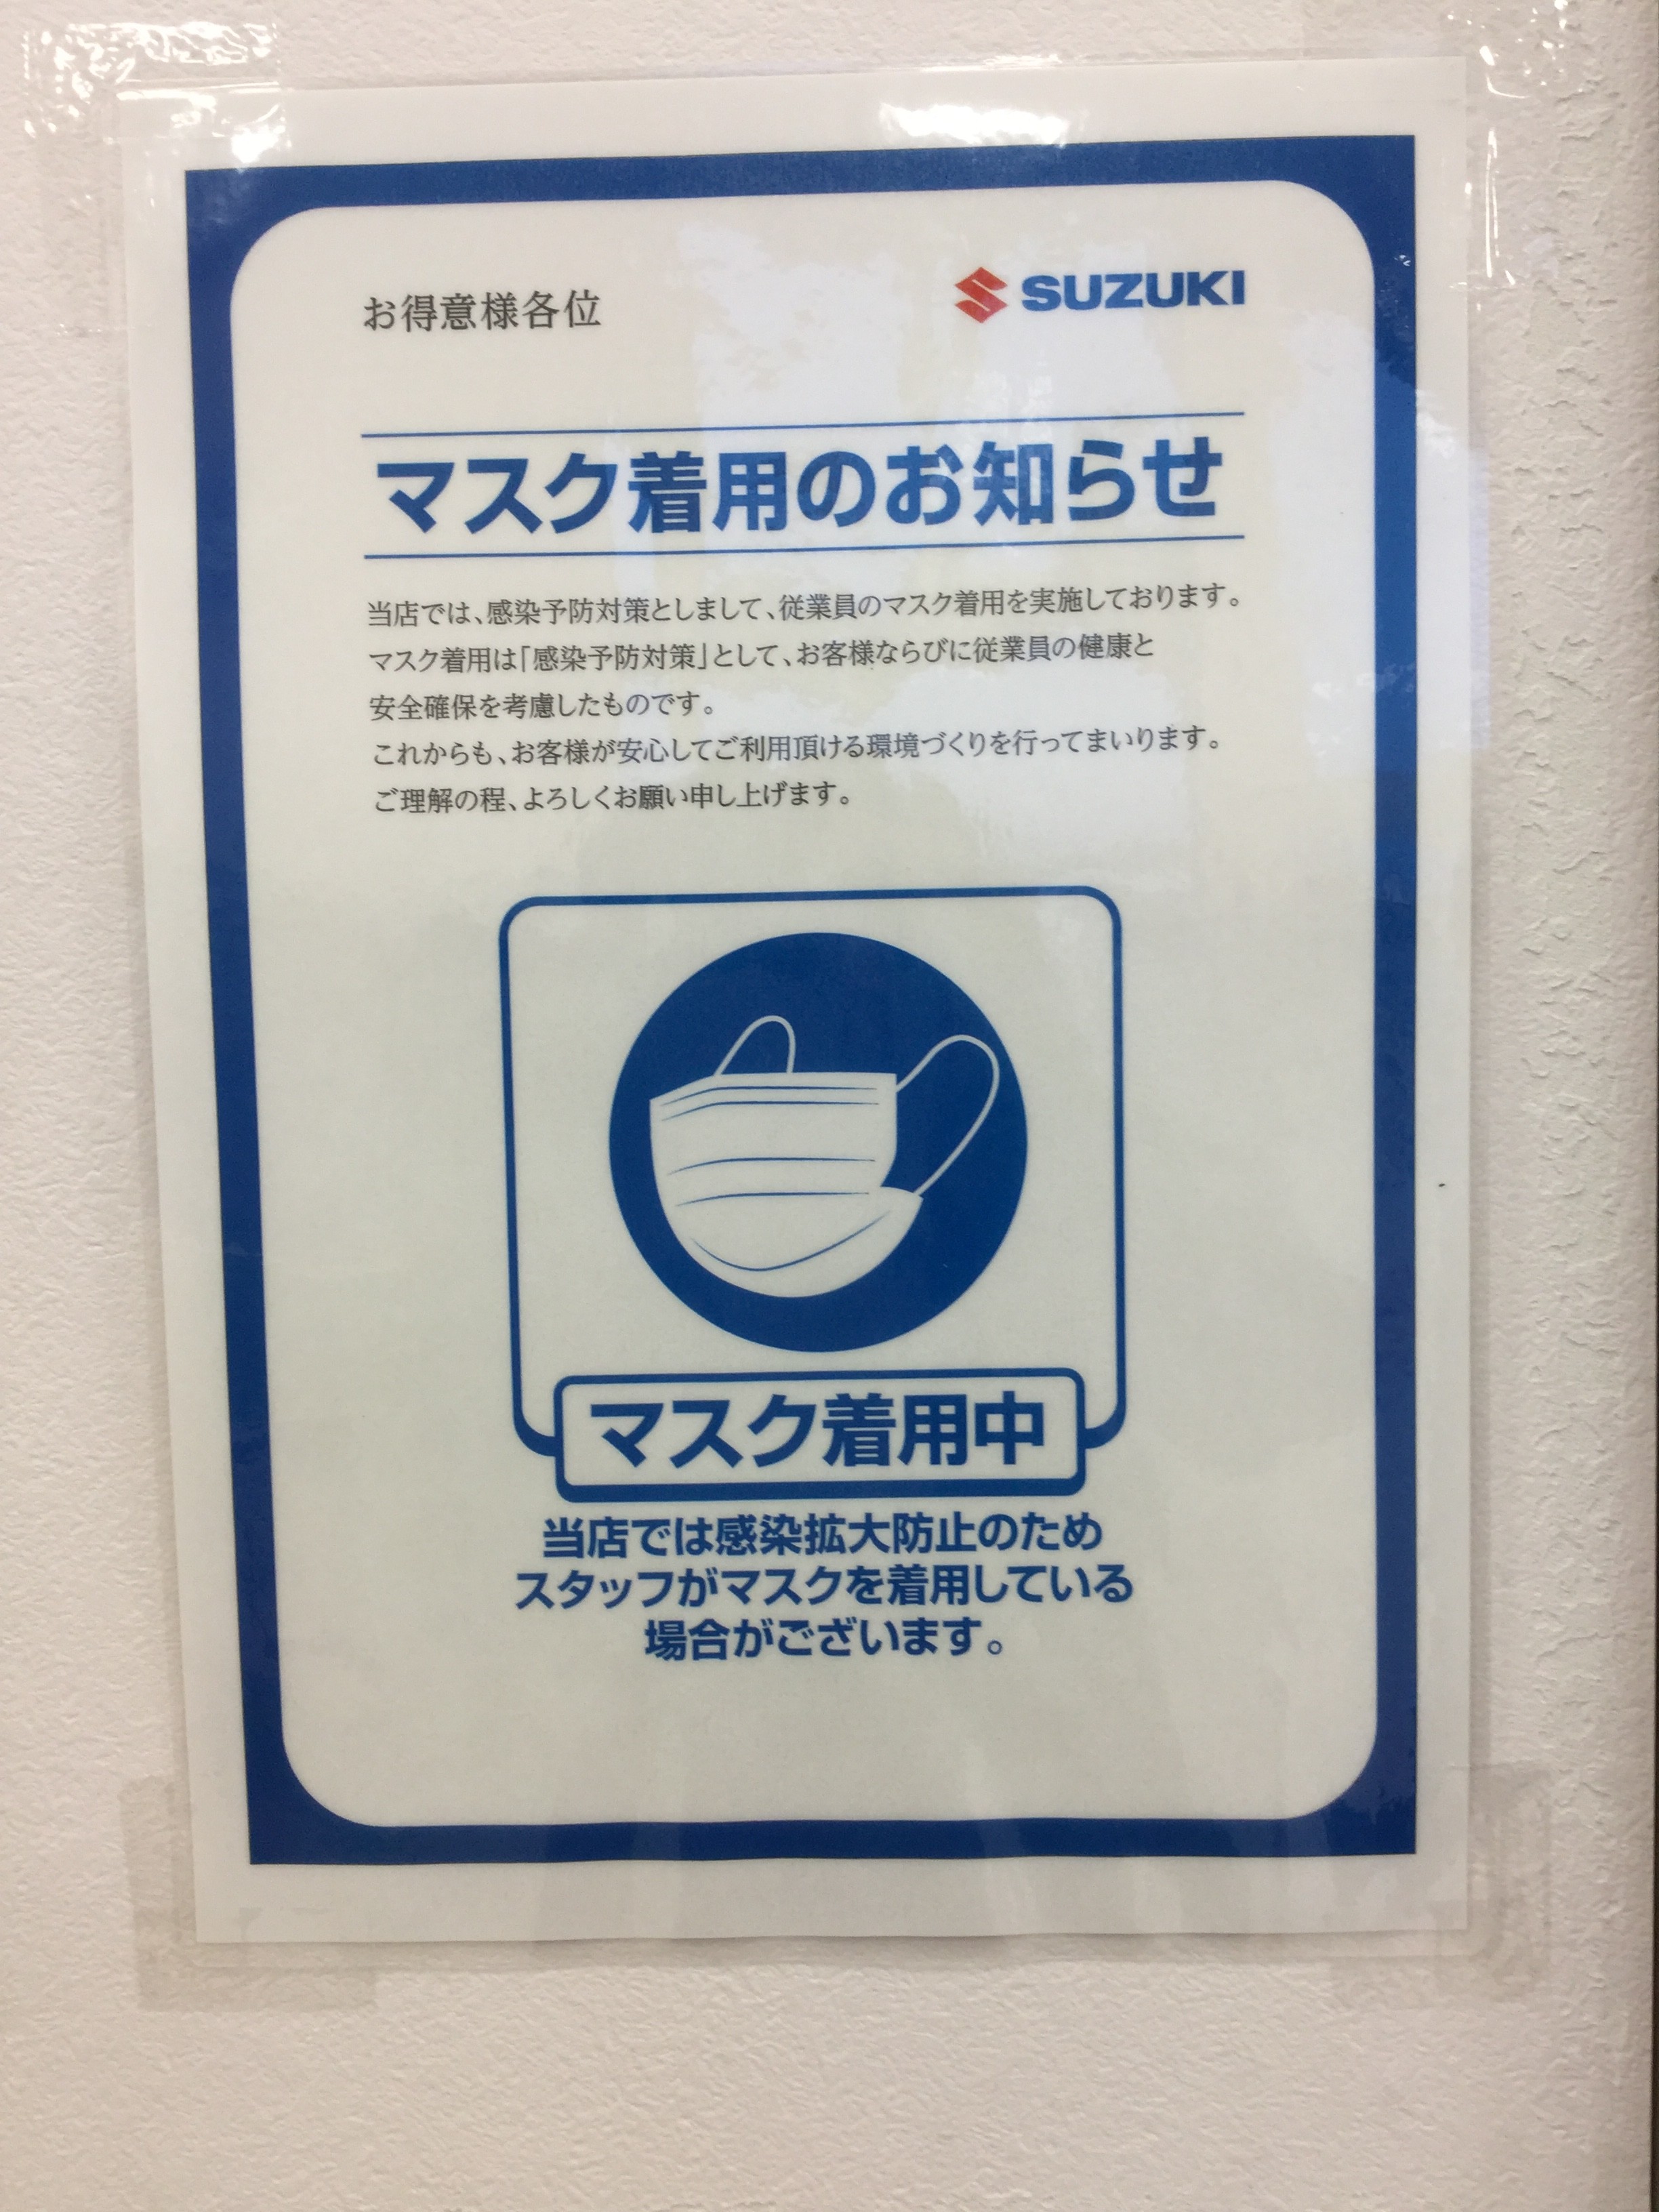 お得意様各位
SUZUKI
マスク着用のお知らせ
当店では、感染予防対策としまして、従業員のマスク着用を実施しております。
マスク着用は「感染予防対策」として、お客様ならびに従業員の健康と
安全確保を考慮したものです。
これからも、お客様が安心してご利用頂ける環境づくりを行ってまいります。
ご理解の程、よろしくお願い申し上げます。
マスク着用中
当店では感染拡大防止のため
スタッフがマスクを着用している
場合がございます。